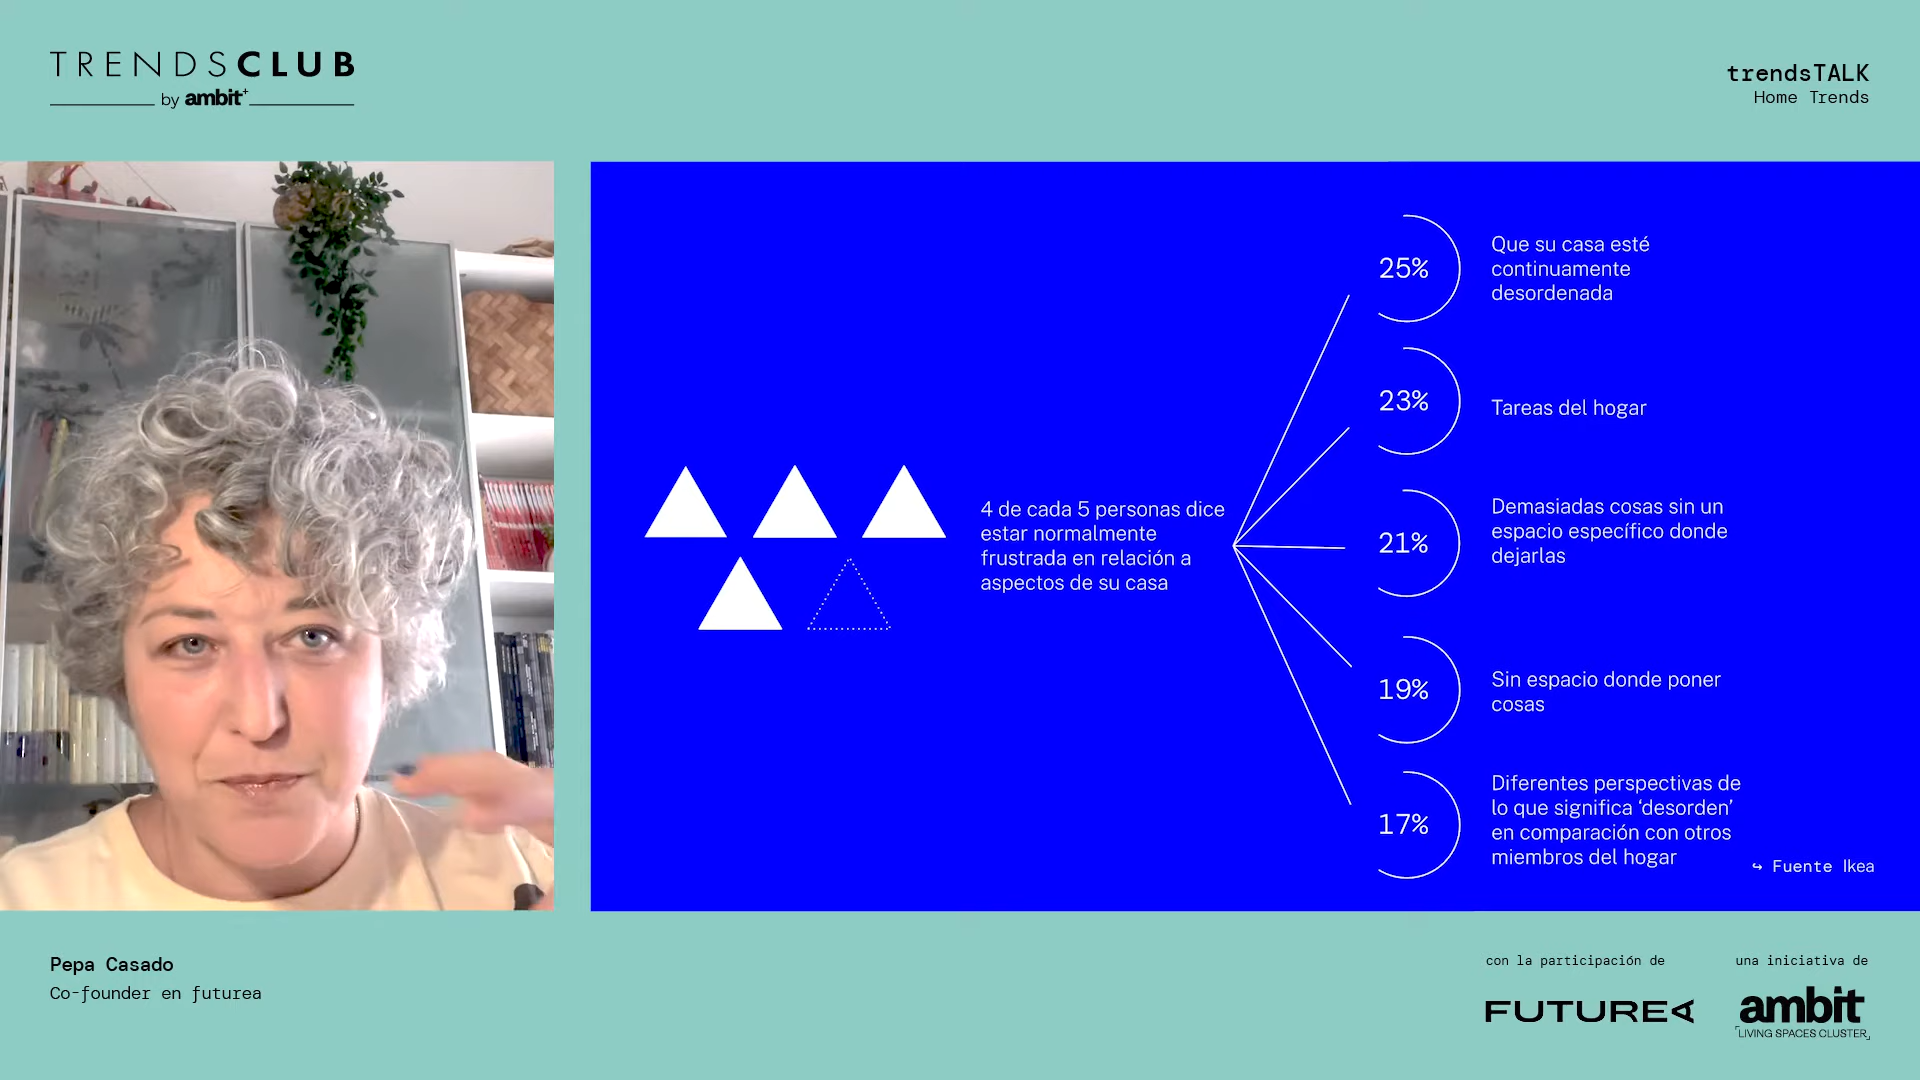 TRENDSCLUB
by ambit+
trendsTALK
Home Trends
4 de cada 5 personas dice
estar normalmente
frustrada en relación a
aspectos de su casa
25%
Que su casa esté
continuamente
desordenada
23%
Tareas del hogar
21%
Demasiadas cosas sin un
espacio específico donde
dejarlas
19%
Sin espacio donde poner
cosas
17%
Diferentes perspectivas de
lo que significa ‘desorden’
en comparación con otros
miembros del hogar
↪ Fuente Ikea
Pepa Casado
Co-founder en futurea
con la participación de
FUTUREA
una iniciativa de
ambit
LIVING SPACES CLUSTER